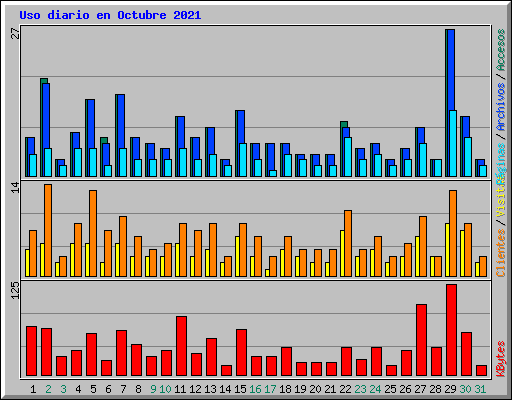 Uso diario en Octubre 2021
27
14
125
Clientes / Visitas
Páginas / Archivos / Accesos
KBytes
1 2 3 4 5 6 7 8 9 10 11 12 13 14 15 16 17 18 19 20 21 22 23 24 25 26 27 28 29 30 31